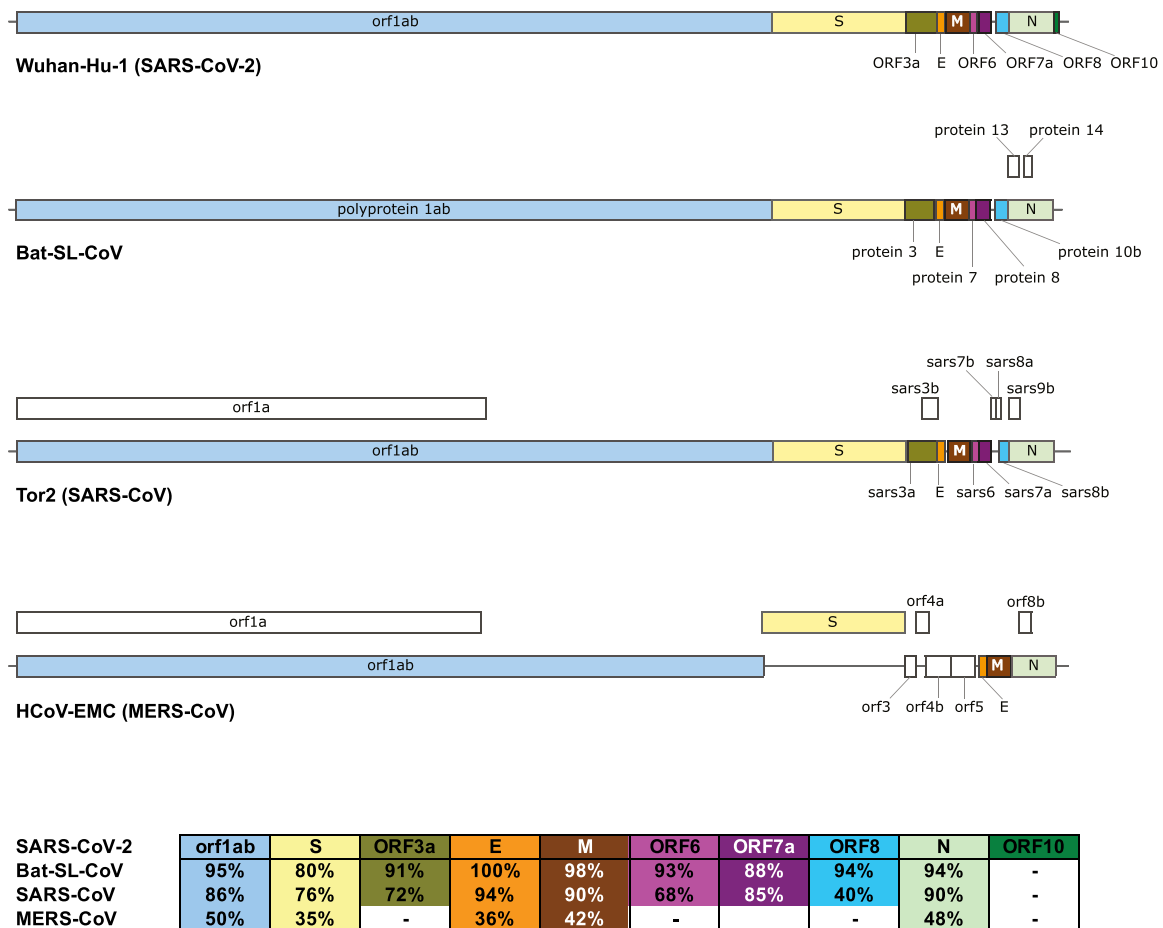 orf1ab S M N
ORF3a E ORF6 ORF7a ORF8 ORF10
Wuhan-Hu-1 (SARS-CoV-2)
protein 13 protein 14
polyprotein 1ab S M N
protein 3 E protein 10b
Bat-SL-CoV
protein 7 protein 8
sars7b sars8a
sars3b sars9b
orf1a
orf1ab S M N
sars3a E sars6 sars7a sars8b
Tor2 (SARS-CoV)
orf4a orf8b
orf1a S
orf1ab M N
orf3 orf4b orf5 E
HCoV-EMC (MERS-CoV)
SARS-CoV-2 orf1ab S ORF3a E M ORF6 ORF7a ORF8 N ORF10
Bat-SL-CoV 95% 80% 91% 100% 98% 93% 88% 94% 94% -
SARS-CoV 86% 76% 72% 94% 90% 68% 85% 40% 90% -
MERS-CoV 50% 35% - 36% 42% - - 48% -